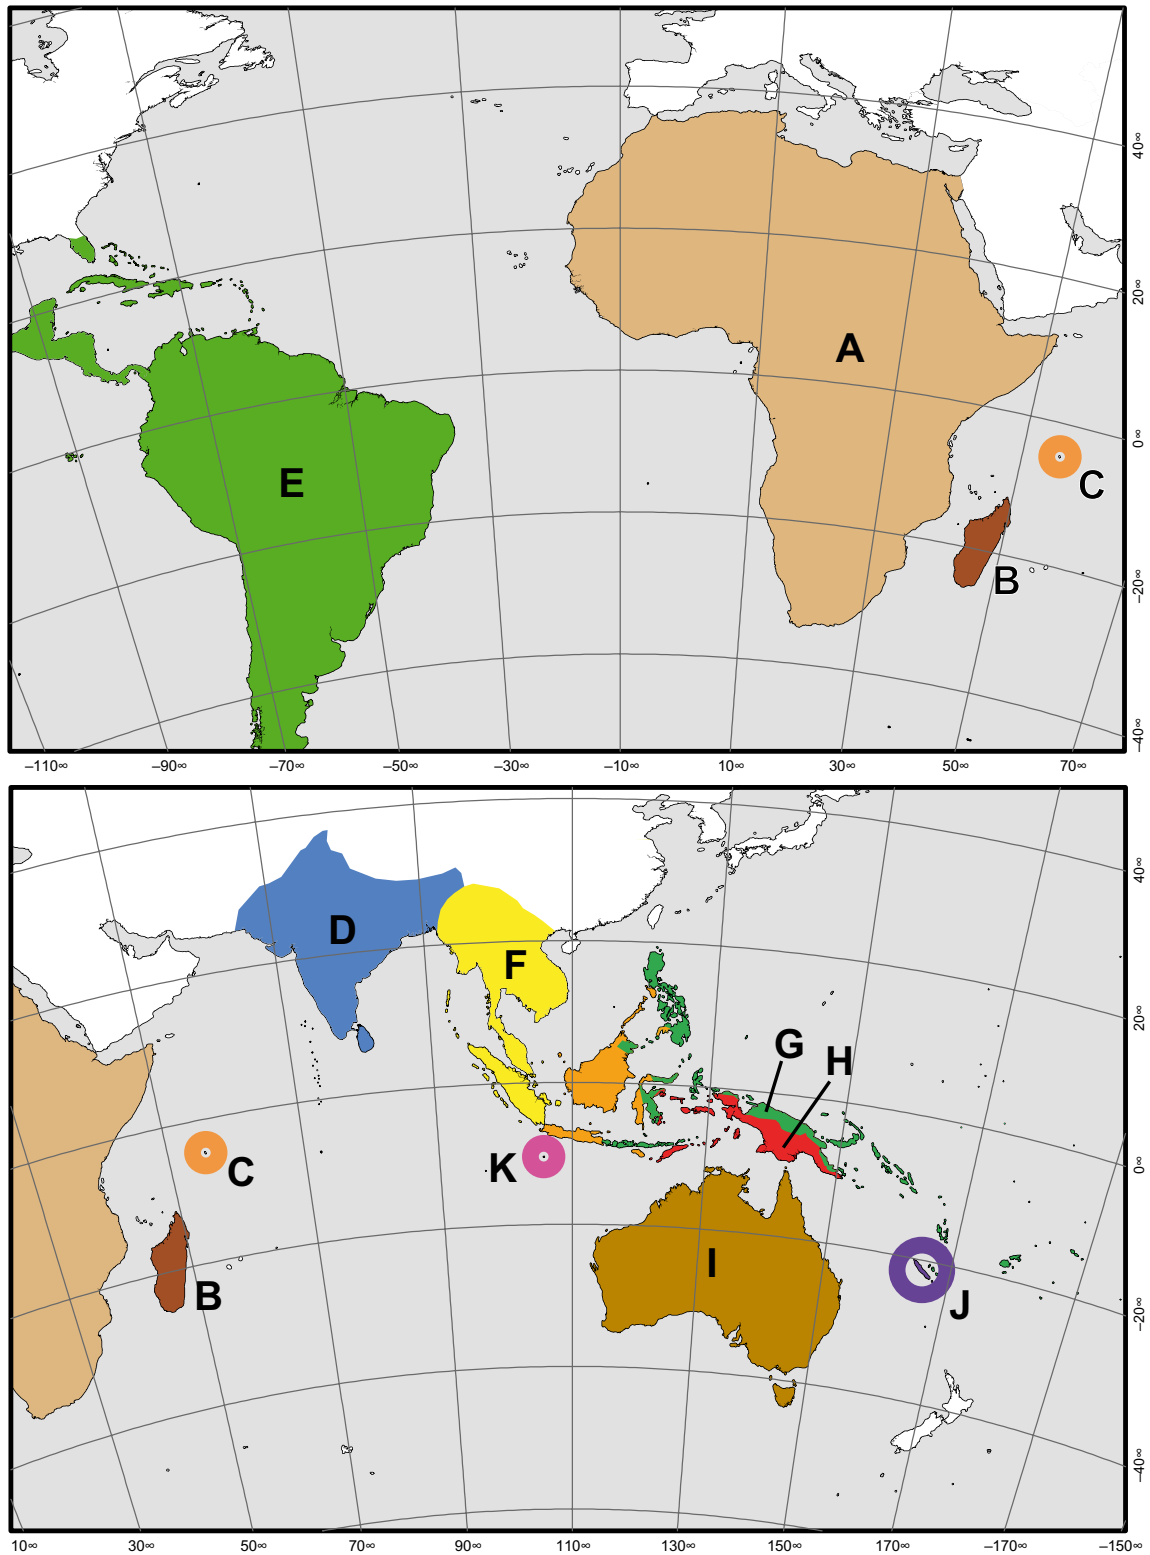 40∞
20∞
A
0∞
C
E
B
–20∞
–40∞
–110∞ –90∞ –70∞ –50∞ –30∞ –10∞ 10∞ 30∞ 50∞ 70∞
40∞
D
F
20∞
G
H
C
K
0∞
I
B
J
–20∞
–40∞
10∞ 30∞ 50∞ 70∞ 90∞ 110∞ 130∞ 150∞ 170∞ –170∞ –150∞